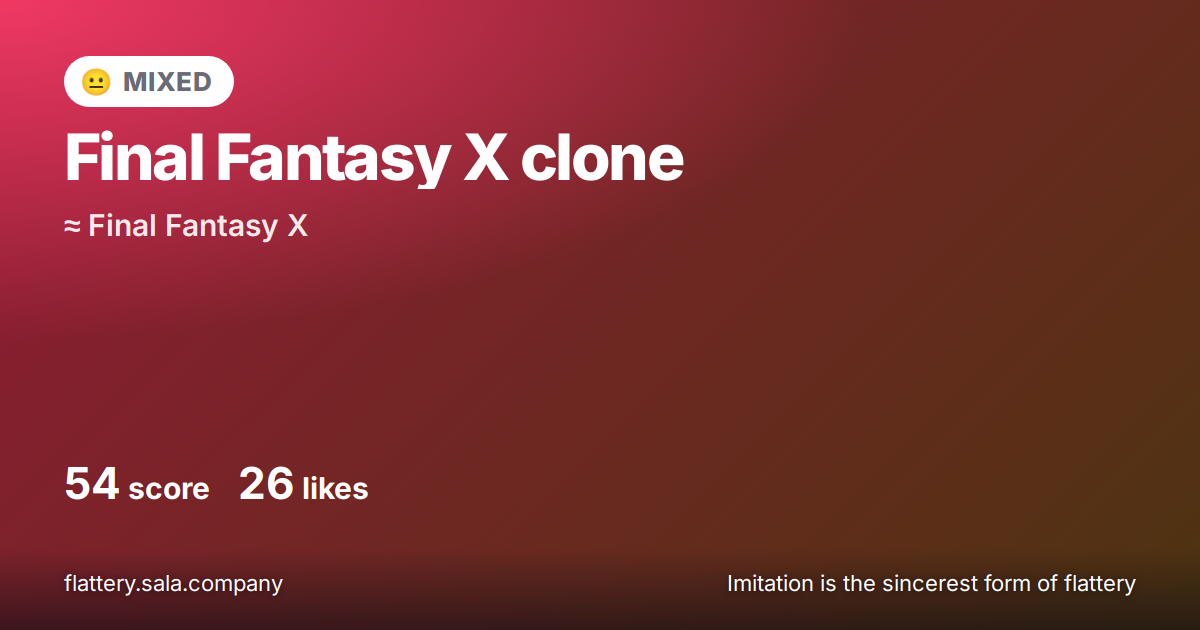 😐 MIXED
Final Fantasy X clone
≈ Final Fantasy X
54 score 26 likes
flattery.sala.company
Imitation is the sincerest form of flattery